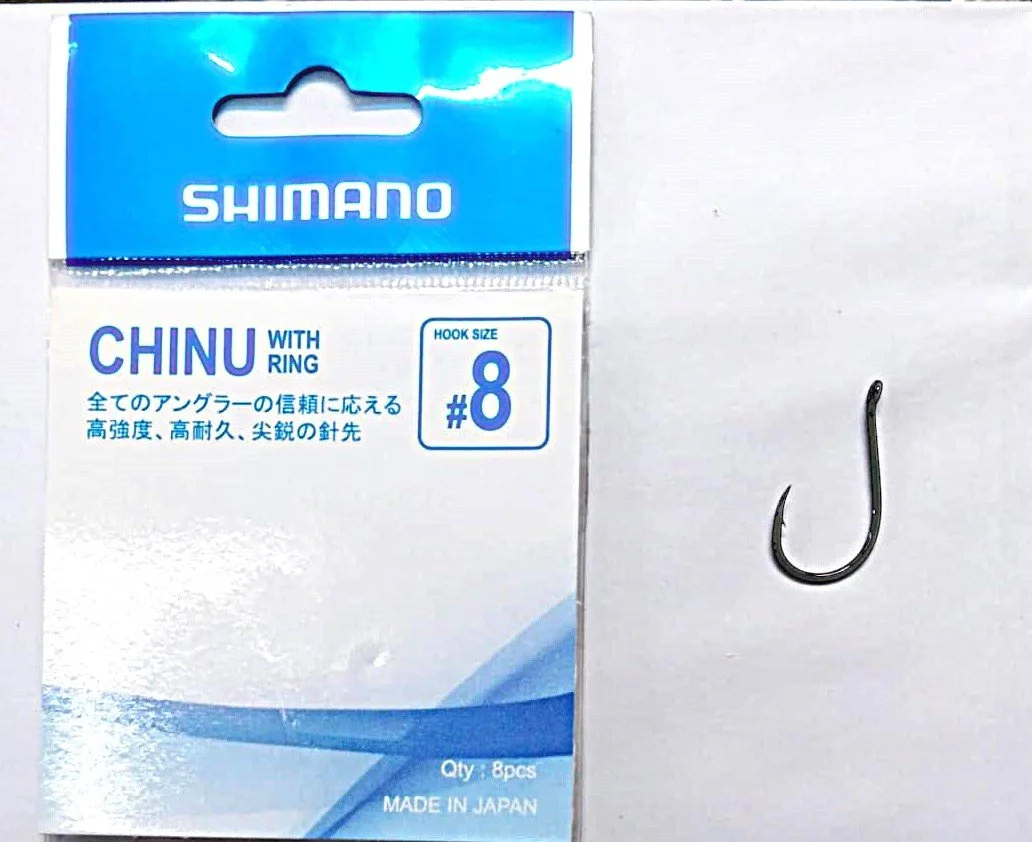 SHIMANO
CHINU WITH RING
HOOK SIZE
#8
全てのアングラーの信頼に応える
高強度、高耐久、尖鋭の針先
Qty : 8pcs
MADE IN JAPAN